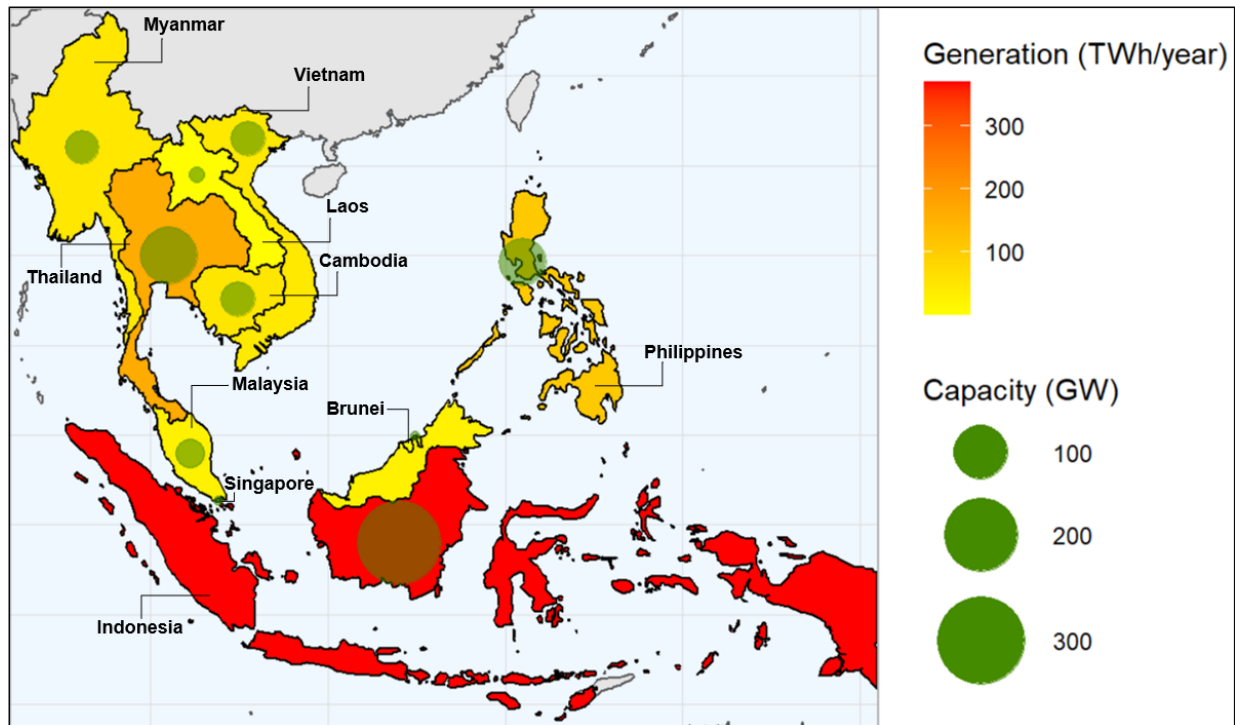 Myanmar
Vietnam
Laos
Cambodia
Thailand
Malaysia
Brunei
Philippines
Singapore
Indonesia
Generation (TWh/year)
300
200
100
Capacity (GW)
100
200
300